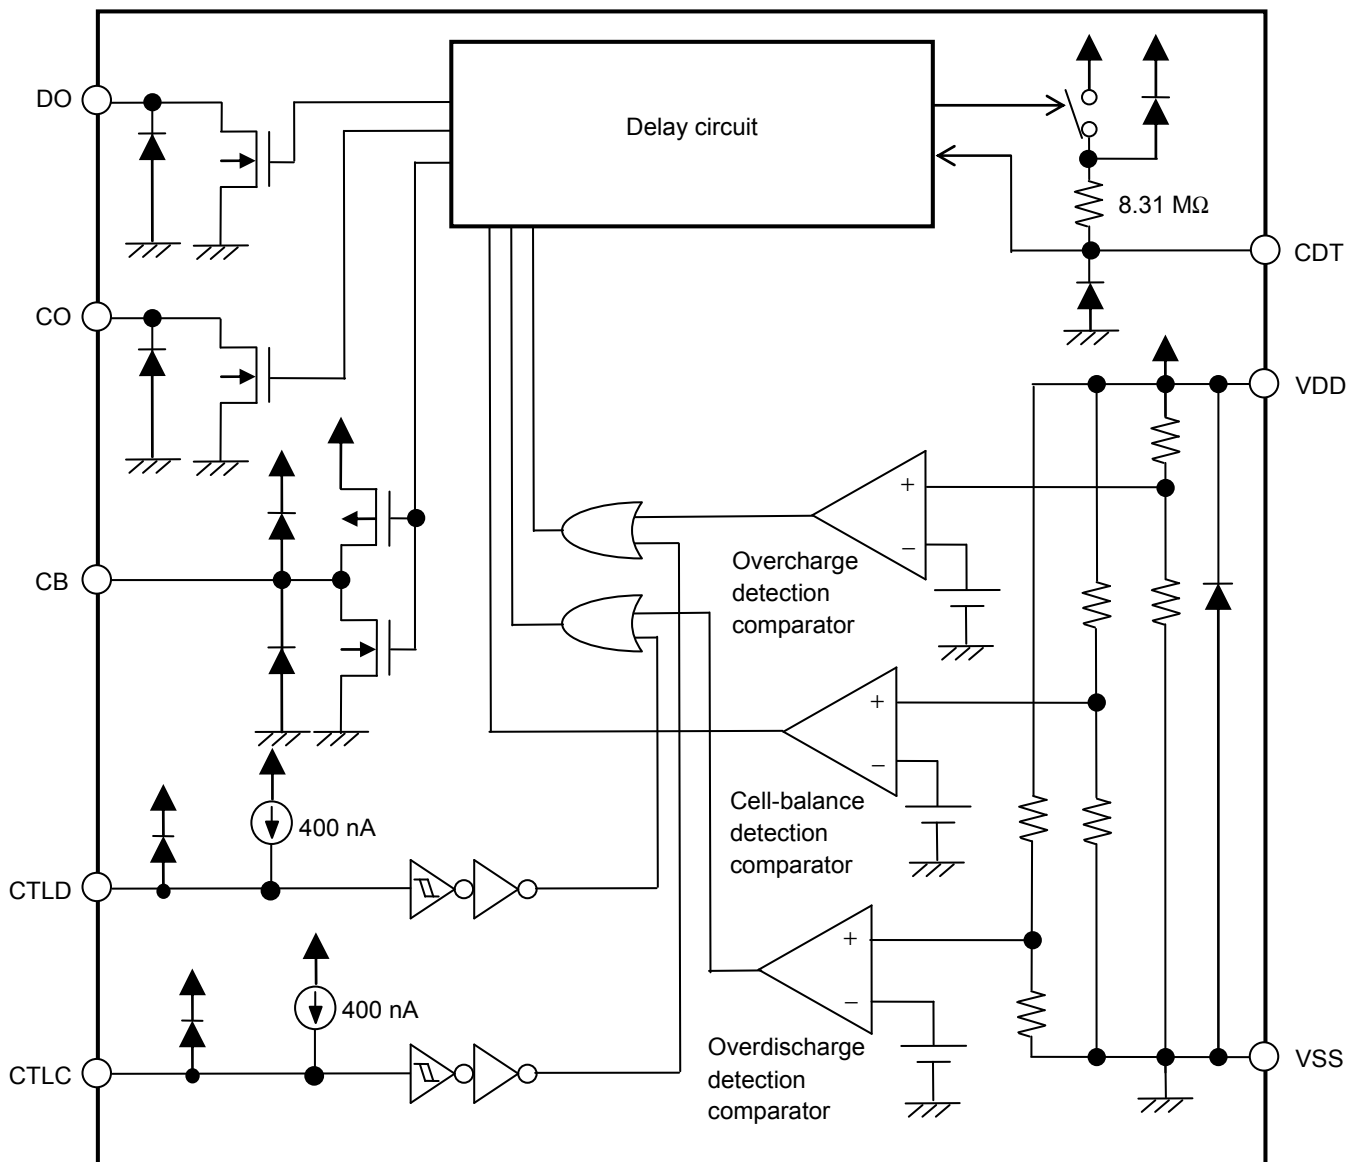 DO
Delay circuit
8.31 MΩ
CDT
CO
VDD
+
−
Overcharge
detection
comparator
CB
+
−
Cell-balance
detection
comparator
400 nA
CTLD
+
−
400 nA
Overdischarge
detection
comparator
CTLC
VSS